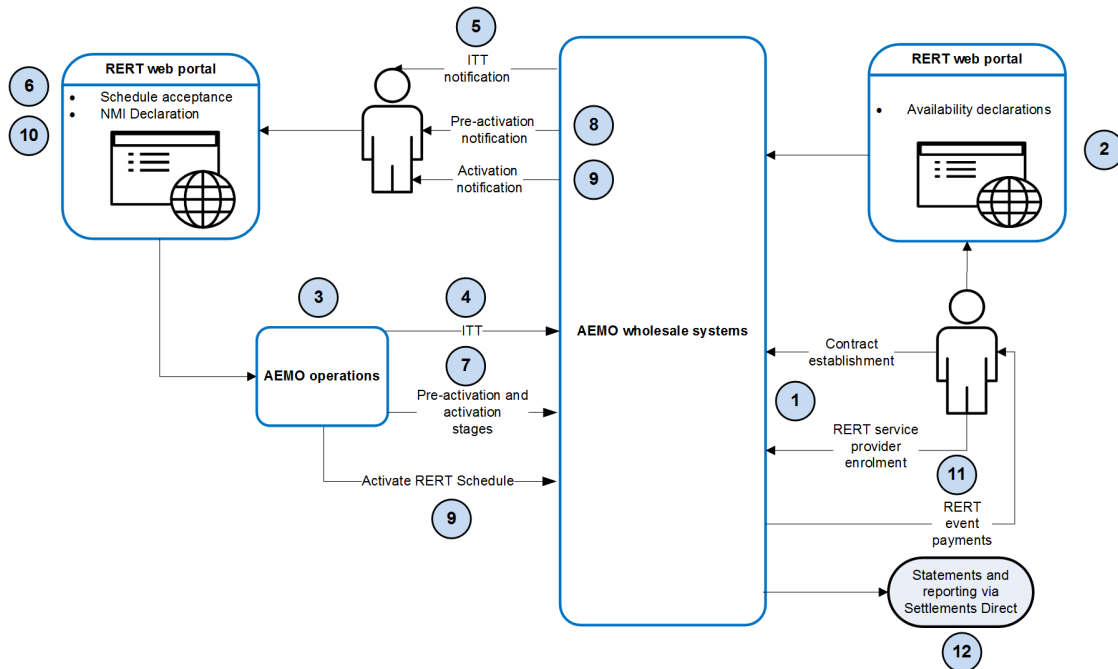 5
ITT
notification
RERT web portal
6
• Schedule acceptance
10
• NMI Declaration
Pre-activation
notification
8
Activation
notification
9
RERT web portal
• Availability declarations
2
3
4
ITT
AEMO operations
7
Pre-activation and
activation
stages
Activate RERT Schedule
9
AEMO wholesale systems
Contract
establishment
1
RERT service
provider
enrolment
11
RERT
event
payments
Statements and
reporting via
Settlements Direct
12